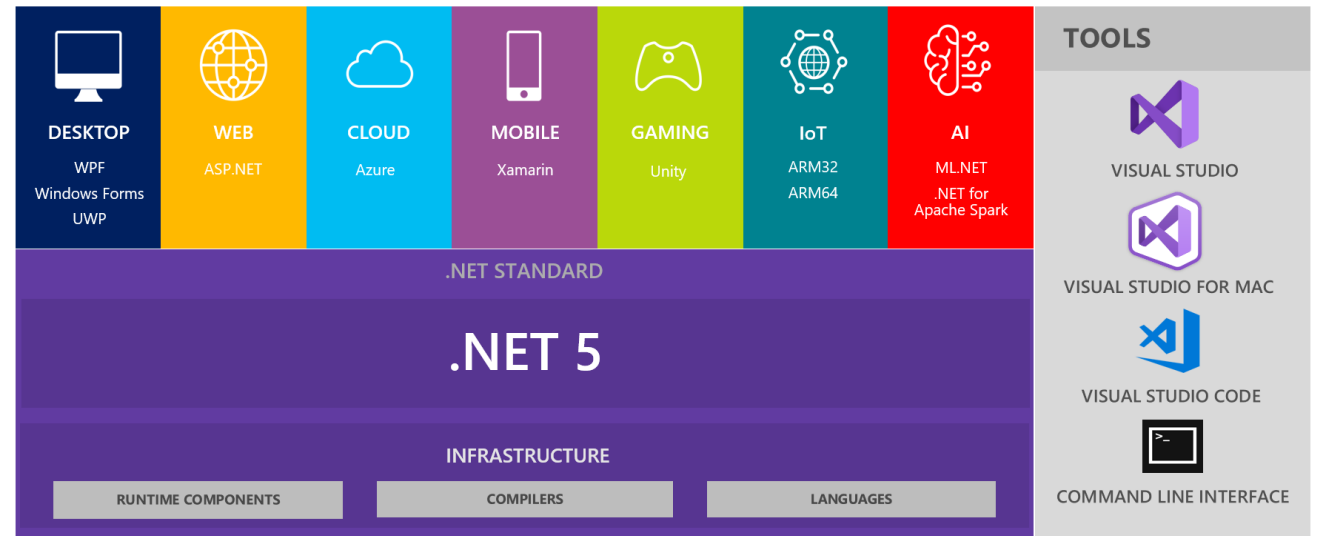 DESKTOP
WPF
Windows Forms
UWP
WEB
ASP.NET
CLOUD
Azure
MOBILE
Xamarin
GAMING
Unity
IoT
ARM32
ARM64
AI
ML.NET
.NET for
Apache Spark
.NET STANDARD
.NET 5
INFRASTRUCTURE
RUNTIME COMPONENTS
COMPILERS
LANGUAGES
TOOLS
VISUAL STUDIO
VISUAL STUDIO FOR MAC
VISUAL STUDIO CODE
>_
COMMAND LINE INTERFACE